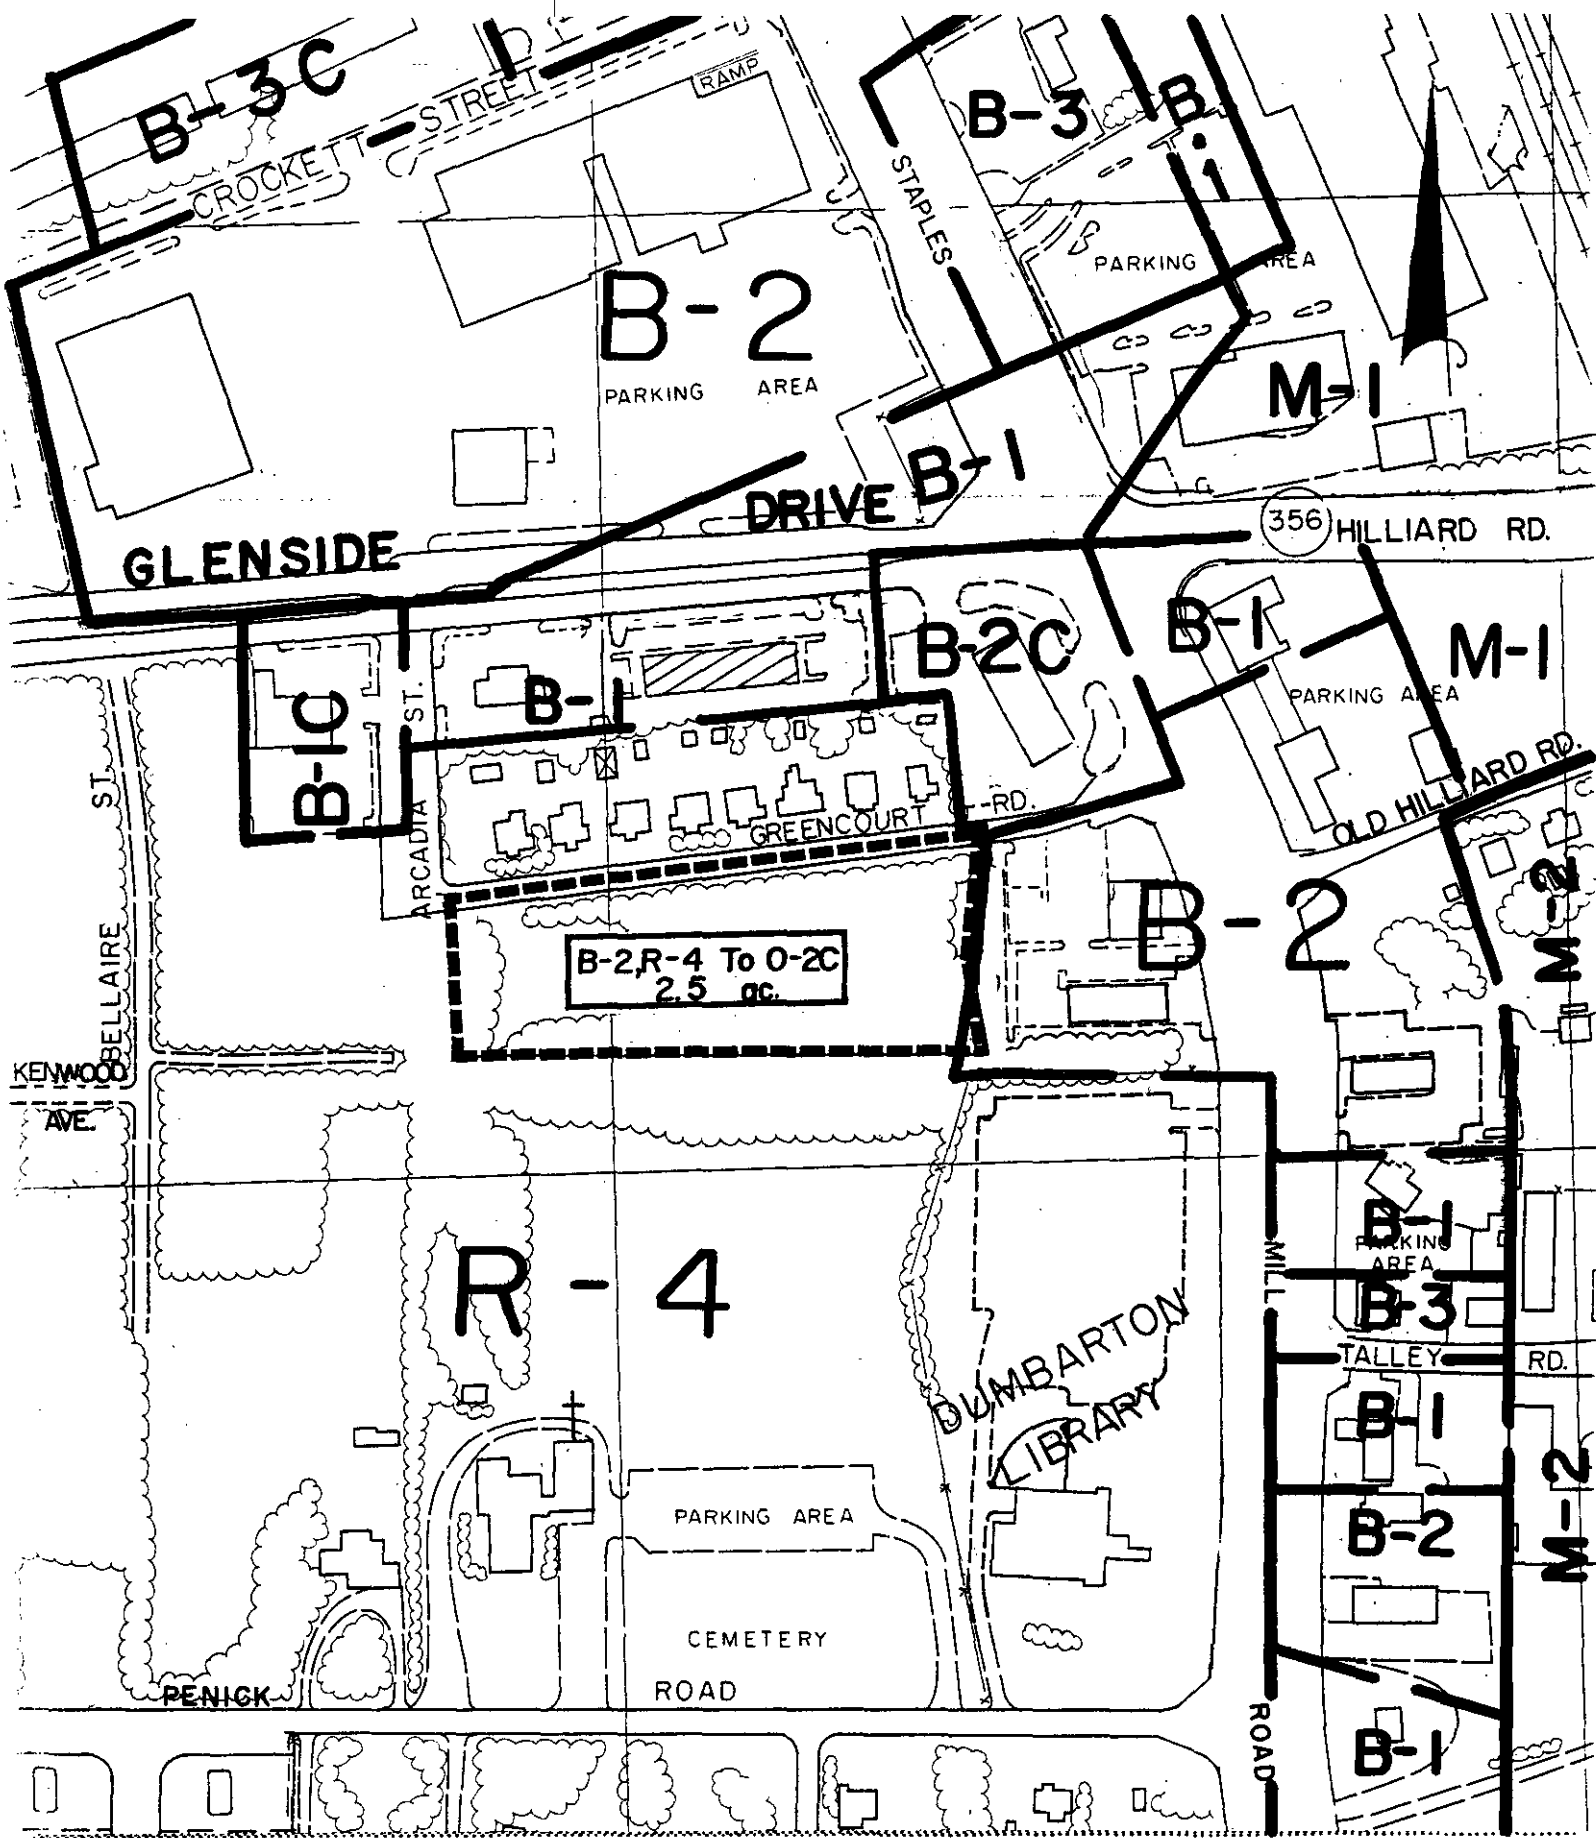 RAMP
B-3C
CROCKETT STREET
B-3
B-1
STAPLES
PARKING AREA
B-2
PARKING AREA
M-1
B-1
DRIVE
GLENSIDE
356
HILLIARD RD.
B-1C
ST.
B-1
B-2C
B-1
M-1
PARKING AREA
ARCADIA
GREENCOURT RD.
OLD HILLIARD RD.
BELLAIRE ST.
B-2,R-4 To O-2C
2.5 ac.
B-2
M-2
KENWOOD
AVE.
R-4
B-1
PARKING
AREA
B-3
MILL
TALLEY RD.
DUMBARTON
LIBRARY
B-1
PARKING AREA
B-2
M-2
CEMETERY
PENICK ROAD
ROAD
B-1